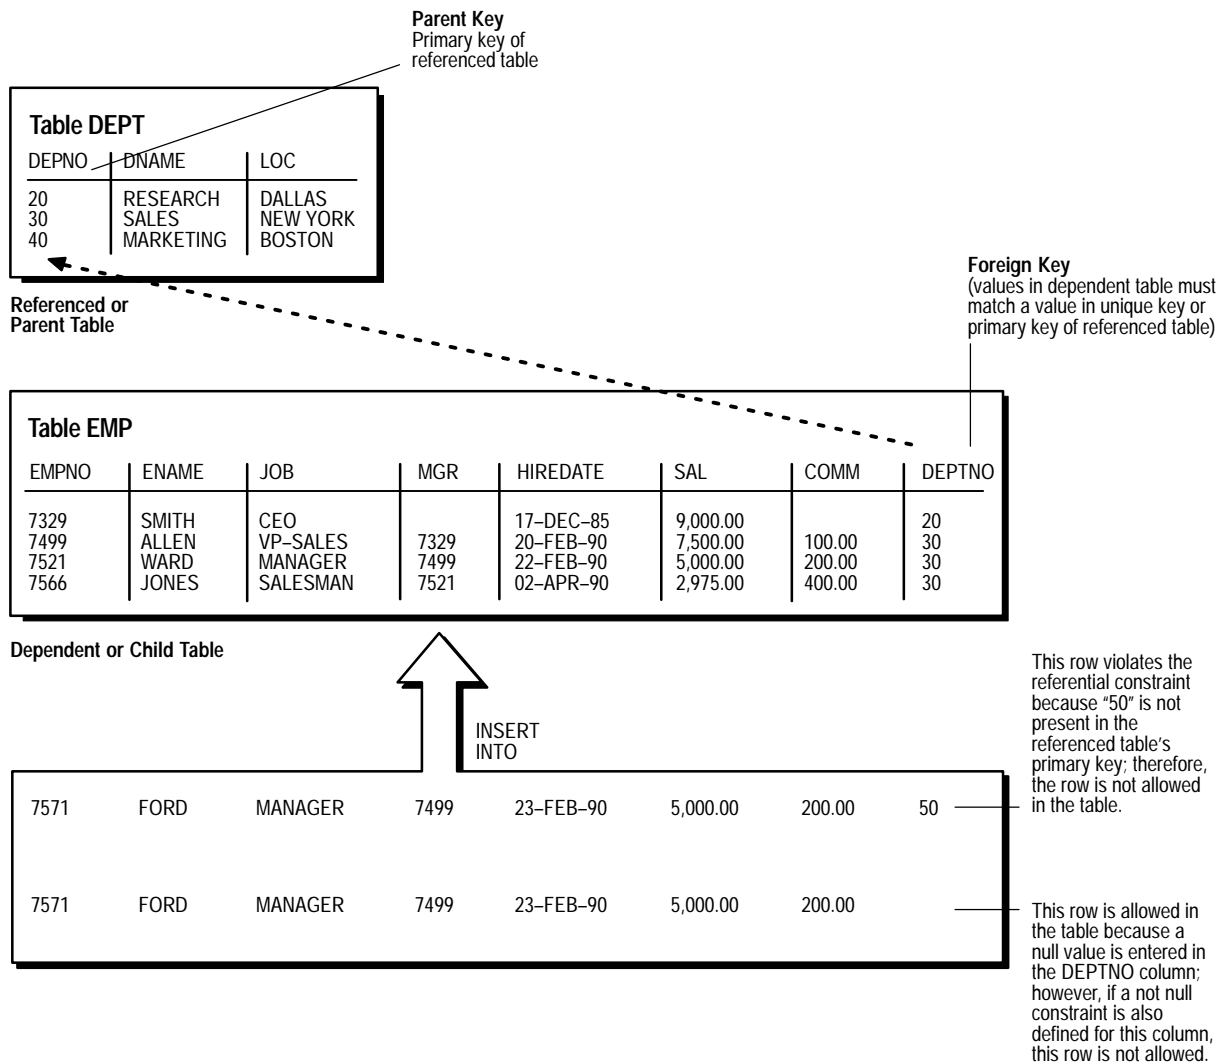 Parent Key
Primary key of
referenced table
Table DEPT
DEPNO DNAME LOC
20 RESEARCH DALLAS
30 SALES NEW YORK
40 MARKETING BOSTON
Referenced or
Parent Table
Foreign Key
(values in dependent table must
match a value in unique key or
primary key of referenced table)
Table EMP
EMPNO ENAME JOB MGR HIREDATE SAL COMM DEPTNO
7329 SMITH CEO 17–DEC–85 9,000.00 20
7499 ALLEN VP–SALES 7329 20–FEB–90 7,500.00 100.00 30
7521 WARD MANAGER 7499 22–FEB–90 5,000.00 200.00 30
7566 JONES SALESMAN 7521 02–APR–90 2,975.00 400.00 30
Dependent or Child Table
INSERT
INTO
7571 FORD MANAGER 7499 23–FEB–90 5,000.00 200.00 50
This row violates the
referential constraint
because “50” is not
present in the
referenced table's
primary key; therefore,
the row is not allowed
in the table.
7571 FORD MANAGER 7499 23–FEB–90 5,000.00 200.00
This row is allowed in
the table because a
null value is entered in
the DEPTNO column;
however, if a not null
constraint is also
defined for this column,
this row is not allowed.